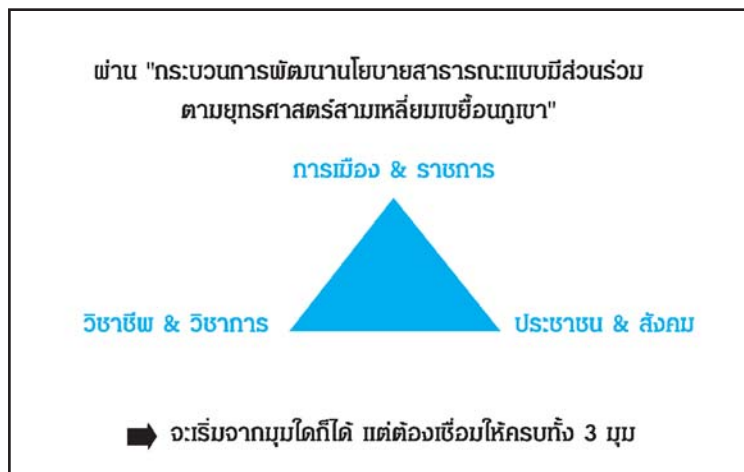 ผ่าน "กระบวนการพัฒนานโยบายสาธารณะแบบมีส่วนร่วม
ตามยุทธศาสตร์สามเหลี่ยมเขยื้อนภูเขา"
การเมือง & ราชการ
วิชาชีพ & วิชาการ
ประชาชน & สังคม
จะเริ่มจากมุมใดก็ได้ แต่ต้องเชื่อมให้ครบทั้ง 3 มุม